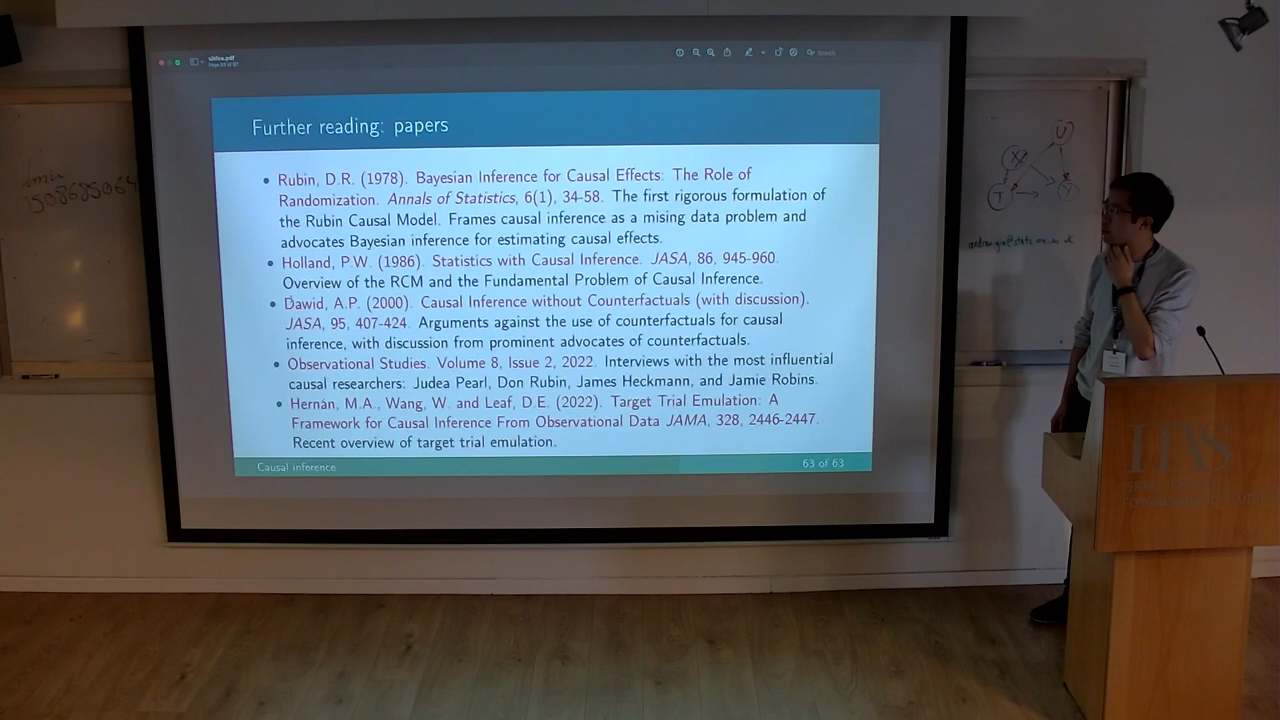 slides.pdf
Search
Further reading: papers
• Rubin, D.R. (1978). Bayesian Inference for Causal Effects: The Role of
Randomization. Annals of Statistics, 6(1), 34-58. The first rigorous formulation of
the Rubin Causal Model. Frames causal inference as a mising data problem and
advocates Bayesian inference for estimating causal effects.
• Holland, P.W. (1986). Statistics with Causal Inference. JASA, 86, 945-960.
Overview of the RCM and the Fundamental Problem of Causal Inference.
• Dawid, A.P. (2000). Causal Inference without Counterfactuals (with discussion).
JASA, 95, 407-424. Arguments against the use of counterfactuals for causal
inference, with discussion from prominent advocates of counterfactuals.
• Observational Studies. Volume 8, Issue 2, 2022. Interviews with the most influential
causal researchers: Judea Pearl, Don Rubin, James Heckmann, and Jamie Robins.
• Hernán, M.A., Wang, W. and Leaf, D.E. (2022). Target Trial Emulation: A
Framework for Causal Inference From Observational Data JAMA, 328, 2446-2447.
Recent overview of target trial emulation.
Causal inference
63 of 63
U
X
T
Y
IIAS